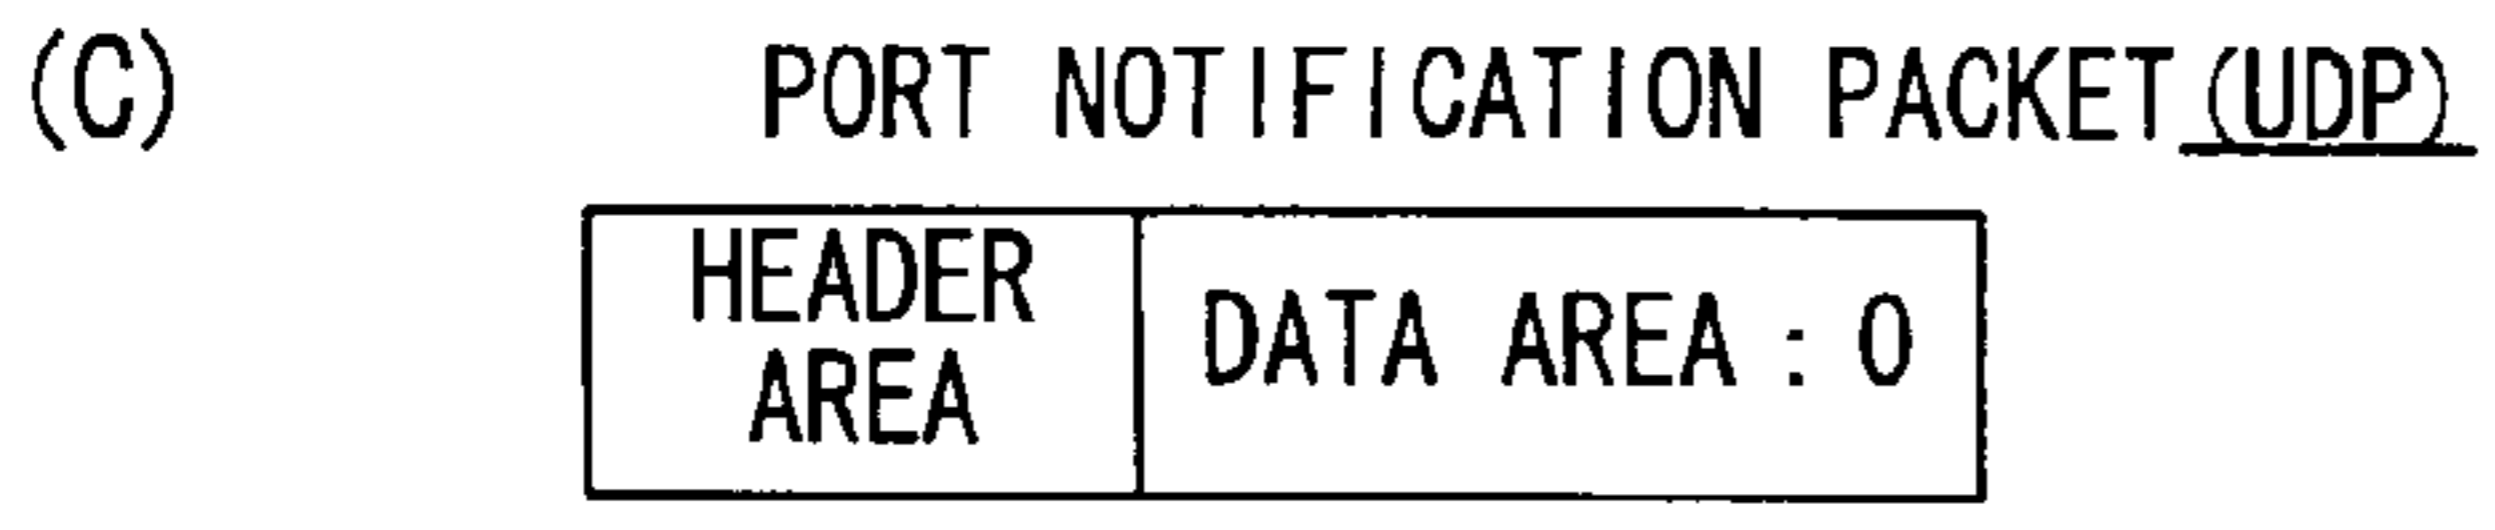 (C) PORT NOTIFICATION PACKET(UDP)
HEADER
AREA
DATA AREA : 0